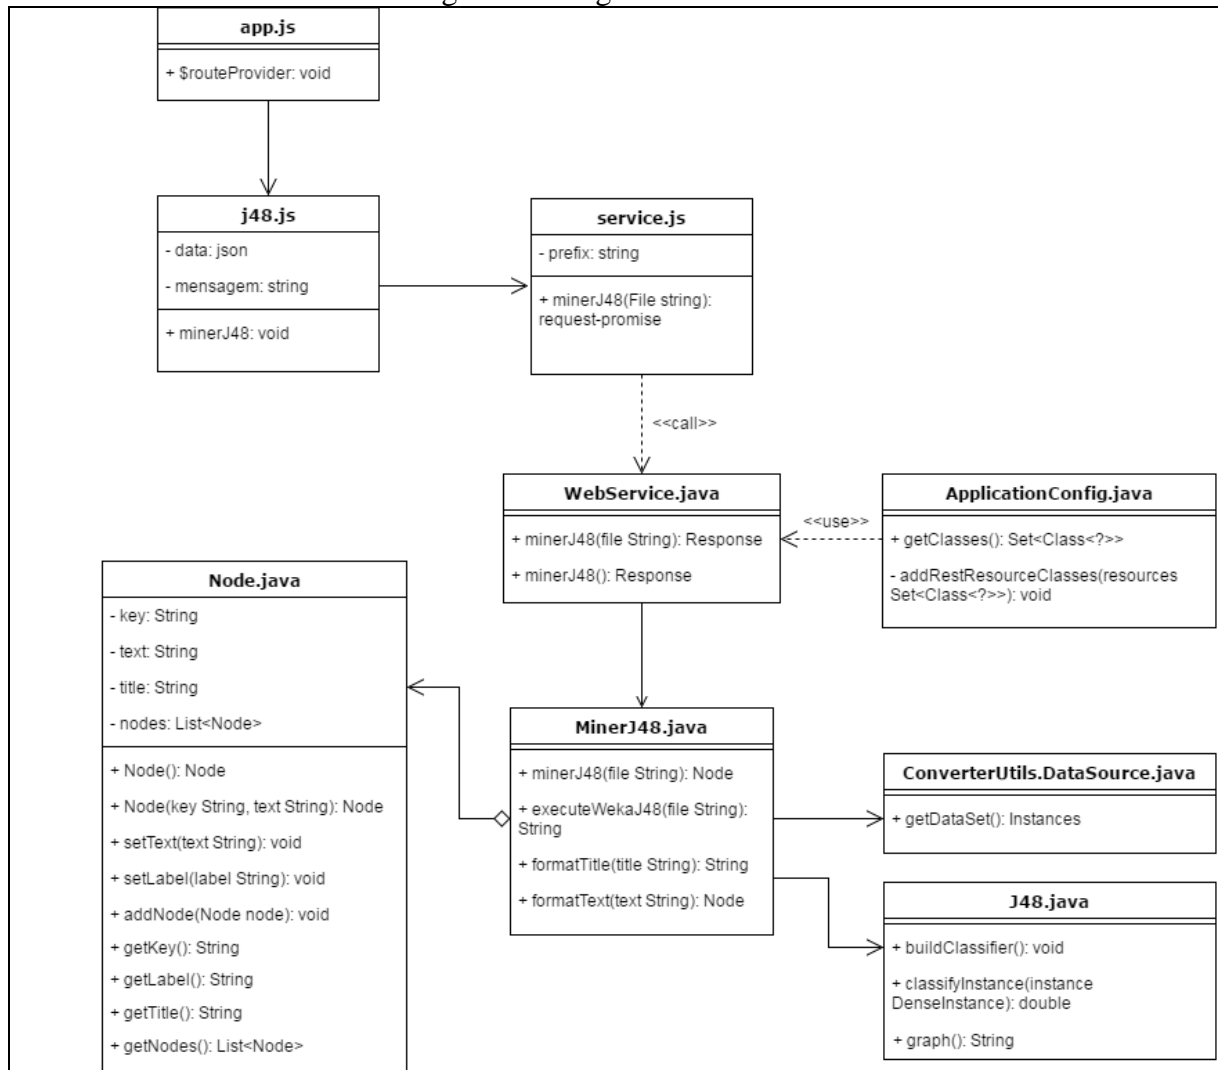 app.js
+ $routeProvider: void
j48.js
- data: json
- mensagem: string
+ minerJ48: void
service.js
- prefix: string
+ minerJ48(File string):
request-promise
<<call>>
WebService.java
+ minerJ48(file String): Response
+ minerJ48(): Response
<<use>>
ApplicationConfig.java
+ getClasses(): Set<Class<?>>
- addRestResourceClasses(resources
Set<Class<?>>): void
Node.java
- key: String
- text: String
- title: String
- nodes: List<Node>
+ Node(): Node
+ Node(key String, text String): Node
+ setText(text String): void
+ setLabel(label String): void
+ addNode(Node node): void
+ getKey(): String
+ getLabel(): String
+ getTitle(): String
+ getNodes(): List<Node>
MinerJ48.java
+ minerJ48(file String): Node
+ executeWekaJ48(file String):
String
+ formatTitle(title String): String
+ formatText(text String): Node
ConverterUtils.DataSource.java
+ getDataSet(): Instances
J48.java
+ buildClassifier(): void
+ classifyInstance(instance
DenseInstance): double
+ graph(): String